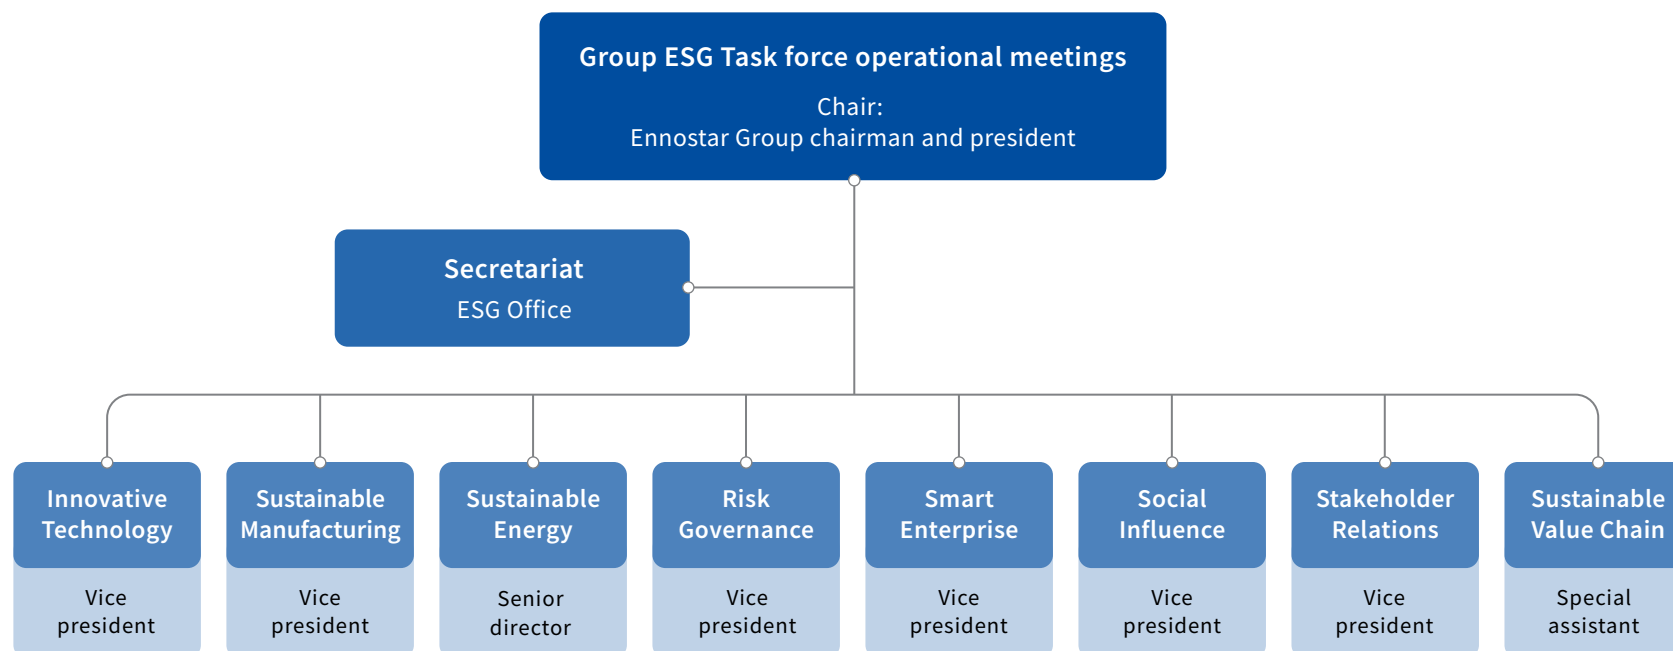 Group ESG Task force operational meetings
Chair:
Ennostar Group chairman and president
Secretariat
ESG Office
Innovative
Technology
Vice
president
Sustainable
Manufacturing
Vice
president
Sustainable
Energy
Senior
director
Risk
Governance
Vice
president
Smart
Enterprise
Vice
president
Social
Influence
Vice
president
Stakeholder
Relations
Vice
president
Sustainable
Value Chain
Special
assistant